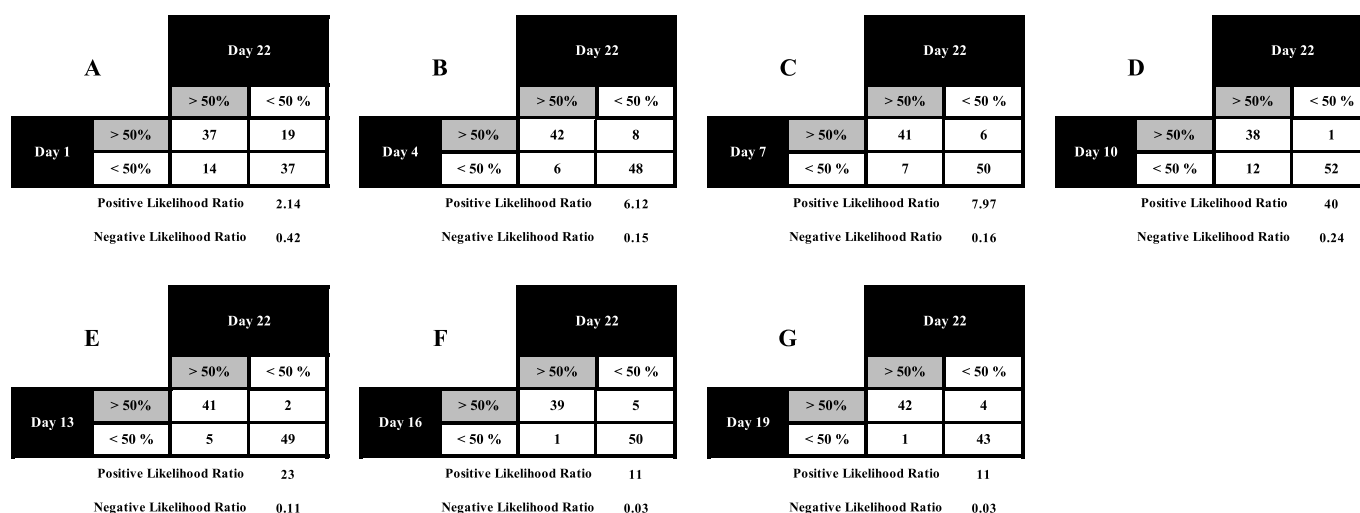 Day 22 Day 22 Day 22 Day 22
A B C D
> 50% < 50 % > 50% < 50 % > 50% < 50 % > 50% < 50 %
> 50% 37 19 > 50% 42 8 > 50% 41 6 > 50% 38 1
Day 1 Day 4 Day 7 Day 10
< 50% 14 37 < 50 % 6 48 < 50 % 7 50 < 50 % 12 52
Positive Likelihood Ratio 2.14 Positive Likelihood Ratio 6.12 Positive Likelihood Ratio 7.97 Positive Likelihood Ratio 40
Negative Likelihood Ratio 0.42 Negative Likelihood Ratio 0.15 Negative Likelihood Ratio 0.16 Negative Likelihood Ratio 0.24
Day 22 Day 22 Day 22
E F G
> 50% < 50 % > 50% < 50 % > 50% < 50 %
> 50% 41 2 > 50% 39 5 > 50% 42 4
Day 13 Day 16 Day 19
< 50 % 5 49 < 50 % 1 50 < 50 % 1 43
Positive Likelihood Ratio 23 Positive Likelihood Ratio 11 Positive Likelihood Ratio 11
Negative Likelihood Ratio 0.11 Negative Likelihood Ratio 0.03 Negative Likelihood Ratio 0.03